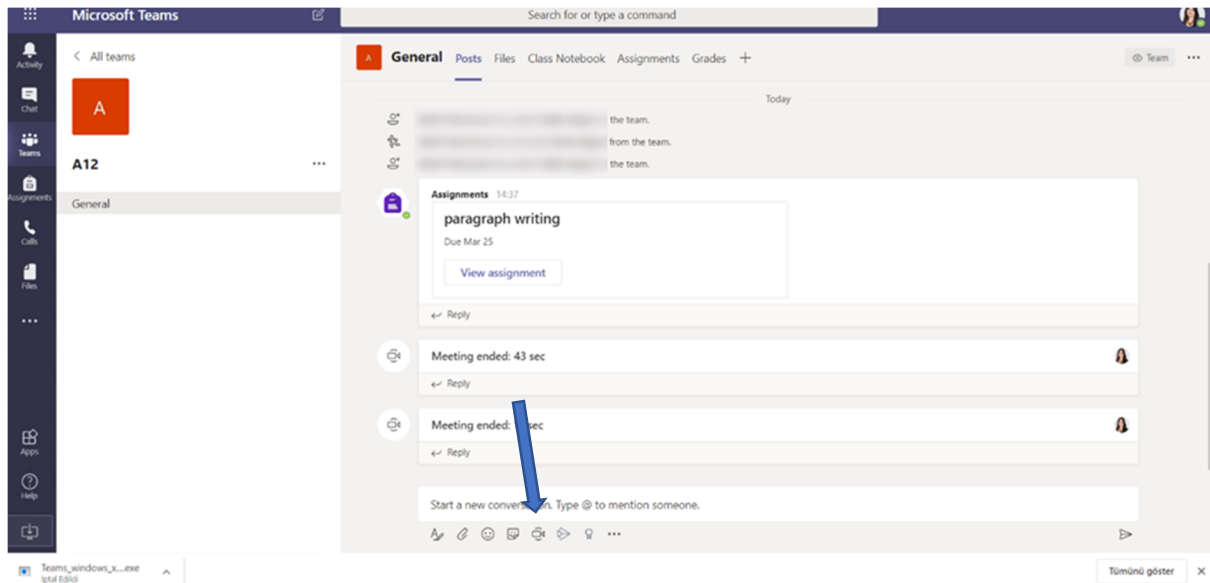 Microsoft Teams
Search for or type a command
Activity
Chat
Teams
Assignments
Calls
Files
Apps
Help
< All teams
A
A12
General
A
General Posts Files Class Notebook Assignments Grades +
Team
Today
the team.
from the team.
the team.
Assignments 14:37
paragraph writing
Due Mar 25
View assignment
Reply
Meeting ended: 43 sec
Reply
Meeting ended: sec
Reply
Start a new conversation. Type @ to mention someone.
Teams_windows_x....exe
İptal Edildi
Tümünü göster